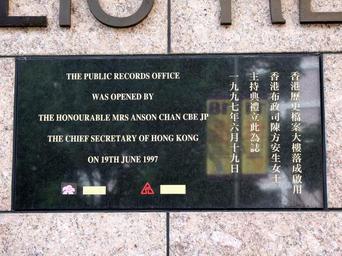 THE PUBLIC RECORDS OFFICE
WAS OPENED BY
THE HONOURABLE MRS ANSON CHAN CBE JP
THE CHIEF SECRETARY OF HONG KONG
ON 19TH JUNE 1997
香港歷史檔案大樓落成啟用
香港布政司陳方安生女士
主持典禮立此為誌
一九九七年六月十九日